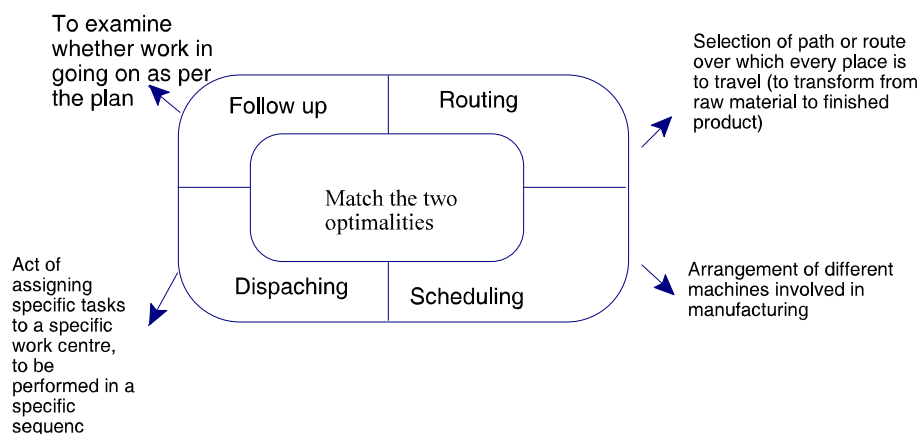 To examine
whether work in
going on as per
the plan
Selection of path or route
over which every place is
to travel (to transform from
raw material to finished
product)
Follow up
Routing
Match the two
optimalities
Dispaching
Scheduling
Act of
assigning
specific tasks
to a specific
work centre,
to be
performed in a
specific
sequenc
Arrangement of different
machines involved in
manufacturing